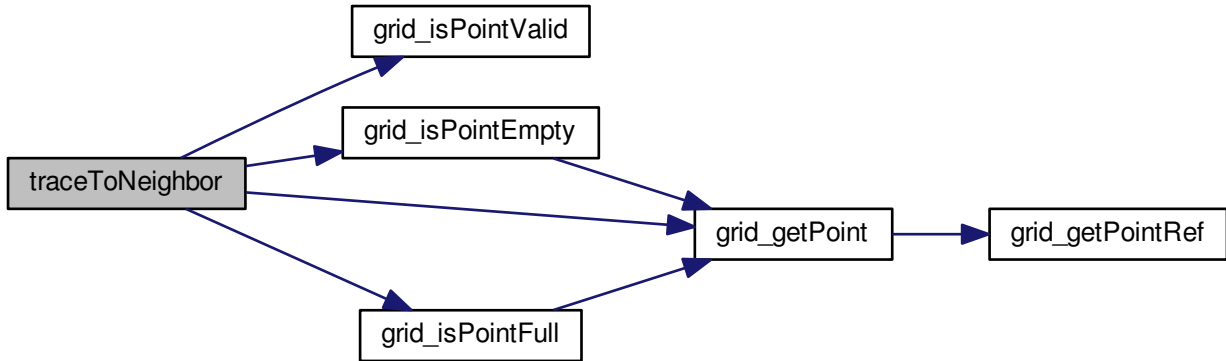 grid_isPointValid
grid_isPointEmpty
traceToNeighbor
grid_getPoint
grid_getPointRef
grid_isPointFull